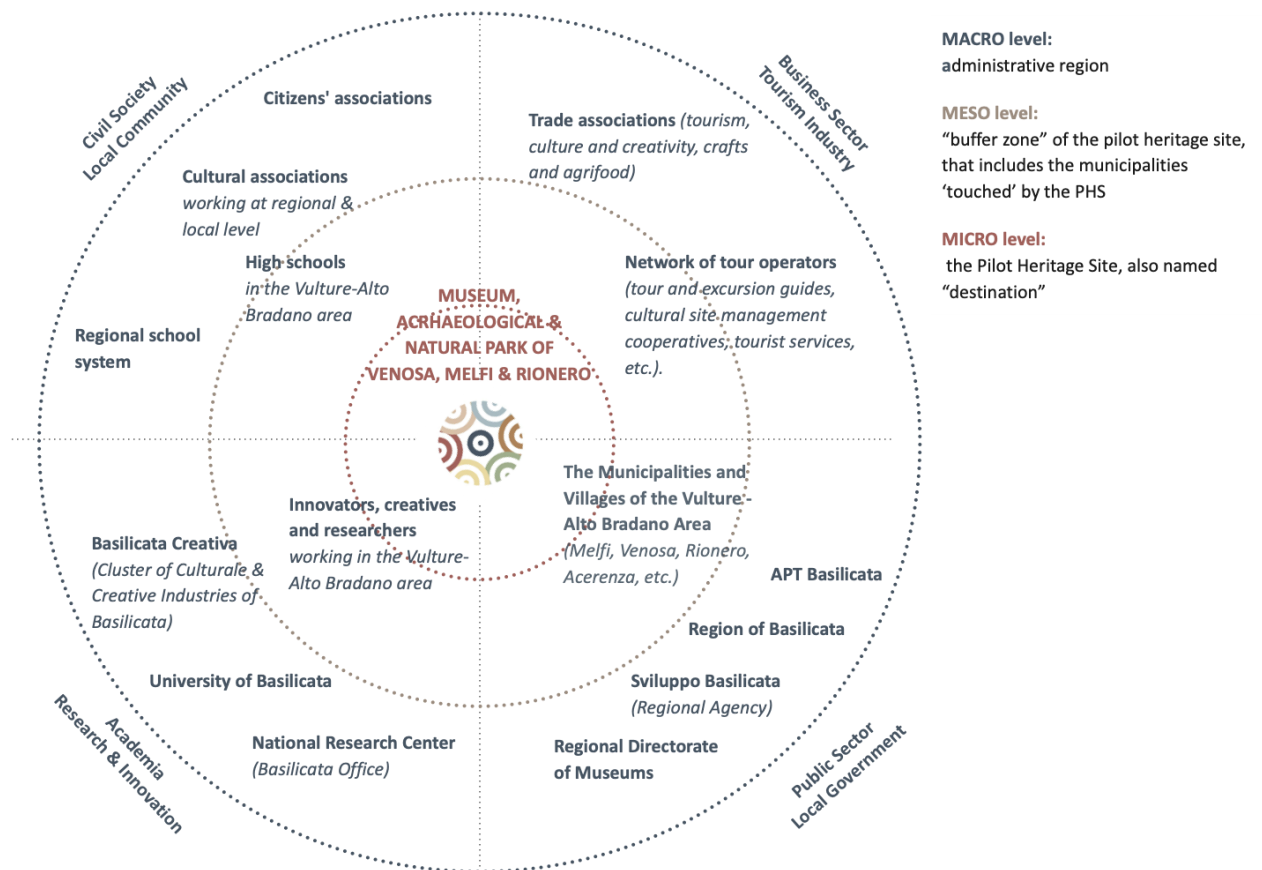 Civil Society
Local Community
Citizens' associations
Cultural associations
working at regional &
local level
High schools
in the Vulture-Alto
Bradano area
Regional school
system
Business Sector
Tourism Industry
Trade associations (tourism,
culture and creativity, crafts
and agrifood)
Network of tour operators
(tour and excursion guides,
cultural site management
cooperatives, tourist services,
etc.).
MUSEUM,
ACRHAEOLOGICAL &
NATURAL PARK OF
VENOSA, MELFI & RIONERO
Innovators, creatives
and researchers
working in the Vulture-
Alto Bradano area
Basilicata Creativa
(Cluster of Culturale &
Creative Industries of
Basilicata)
University of Basilicata
National Research Center
(Basilicata Office)
Academia
Research & Innovation
The Municipalities and
Villages of the Vulture -
Alto Bradano Area
(Melfi, Venosa, Rionero,
Acerenza, etc.)
APT Basilicata
Region of Basilicata
Sviluppo Basilicata
(Regional Agency)
Regional Directorate
of Museums
Public Sector
Local Government
MACRO level:
administrative region
MESO level:
“buffer zone” of the pilot heritage site,
that includes the municipalities
‘touched’ by the PHS
MICRO level:
the Pilot Heritage Site, also named
“destination”